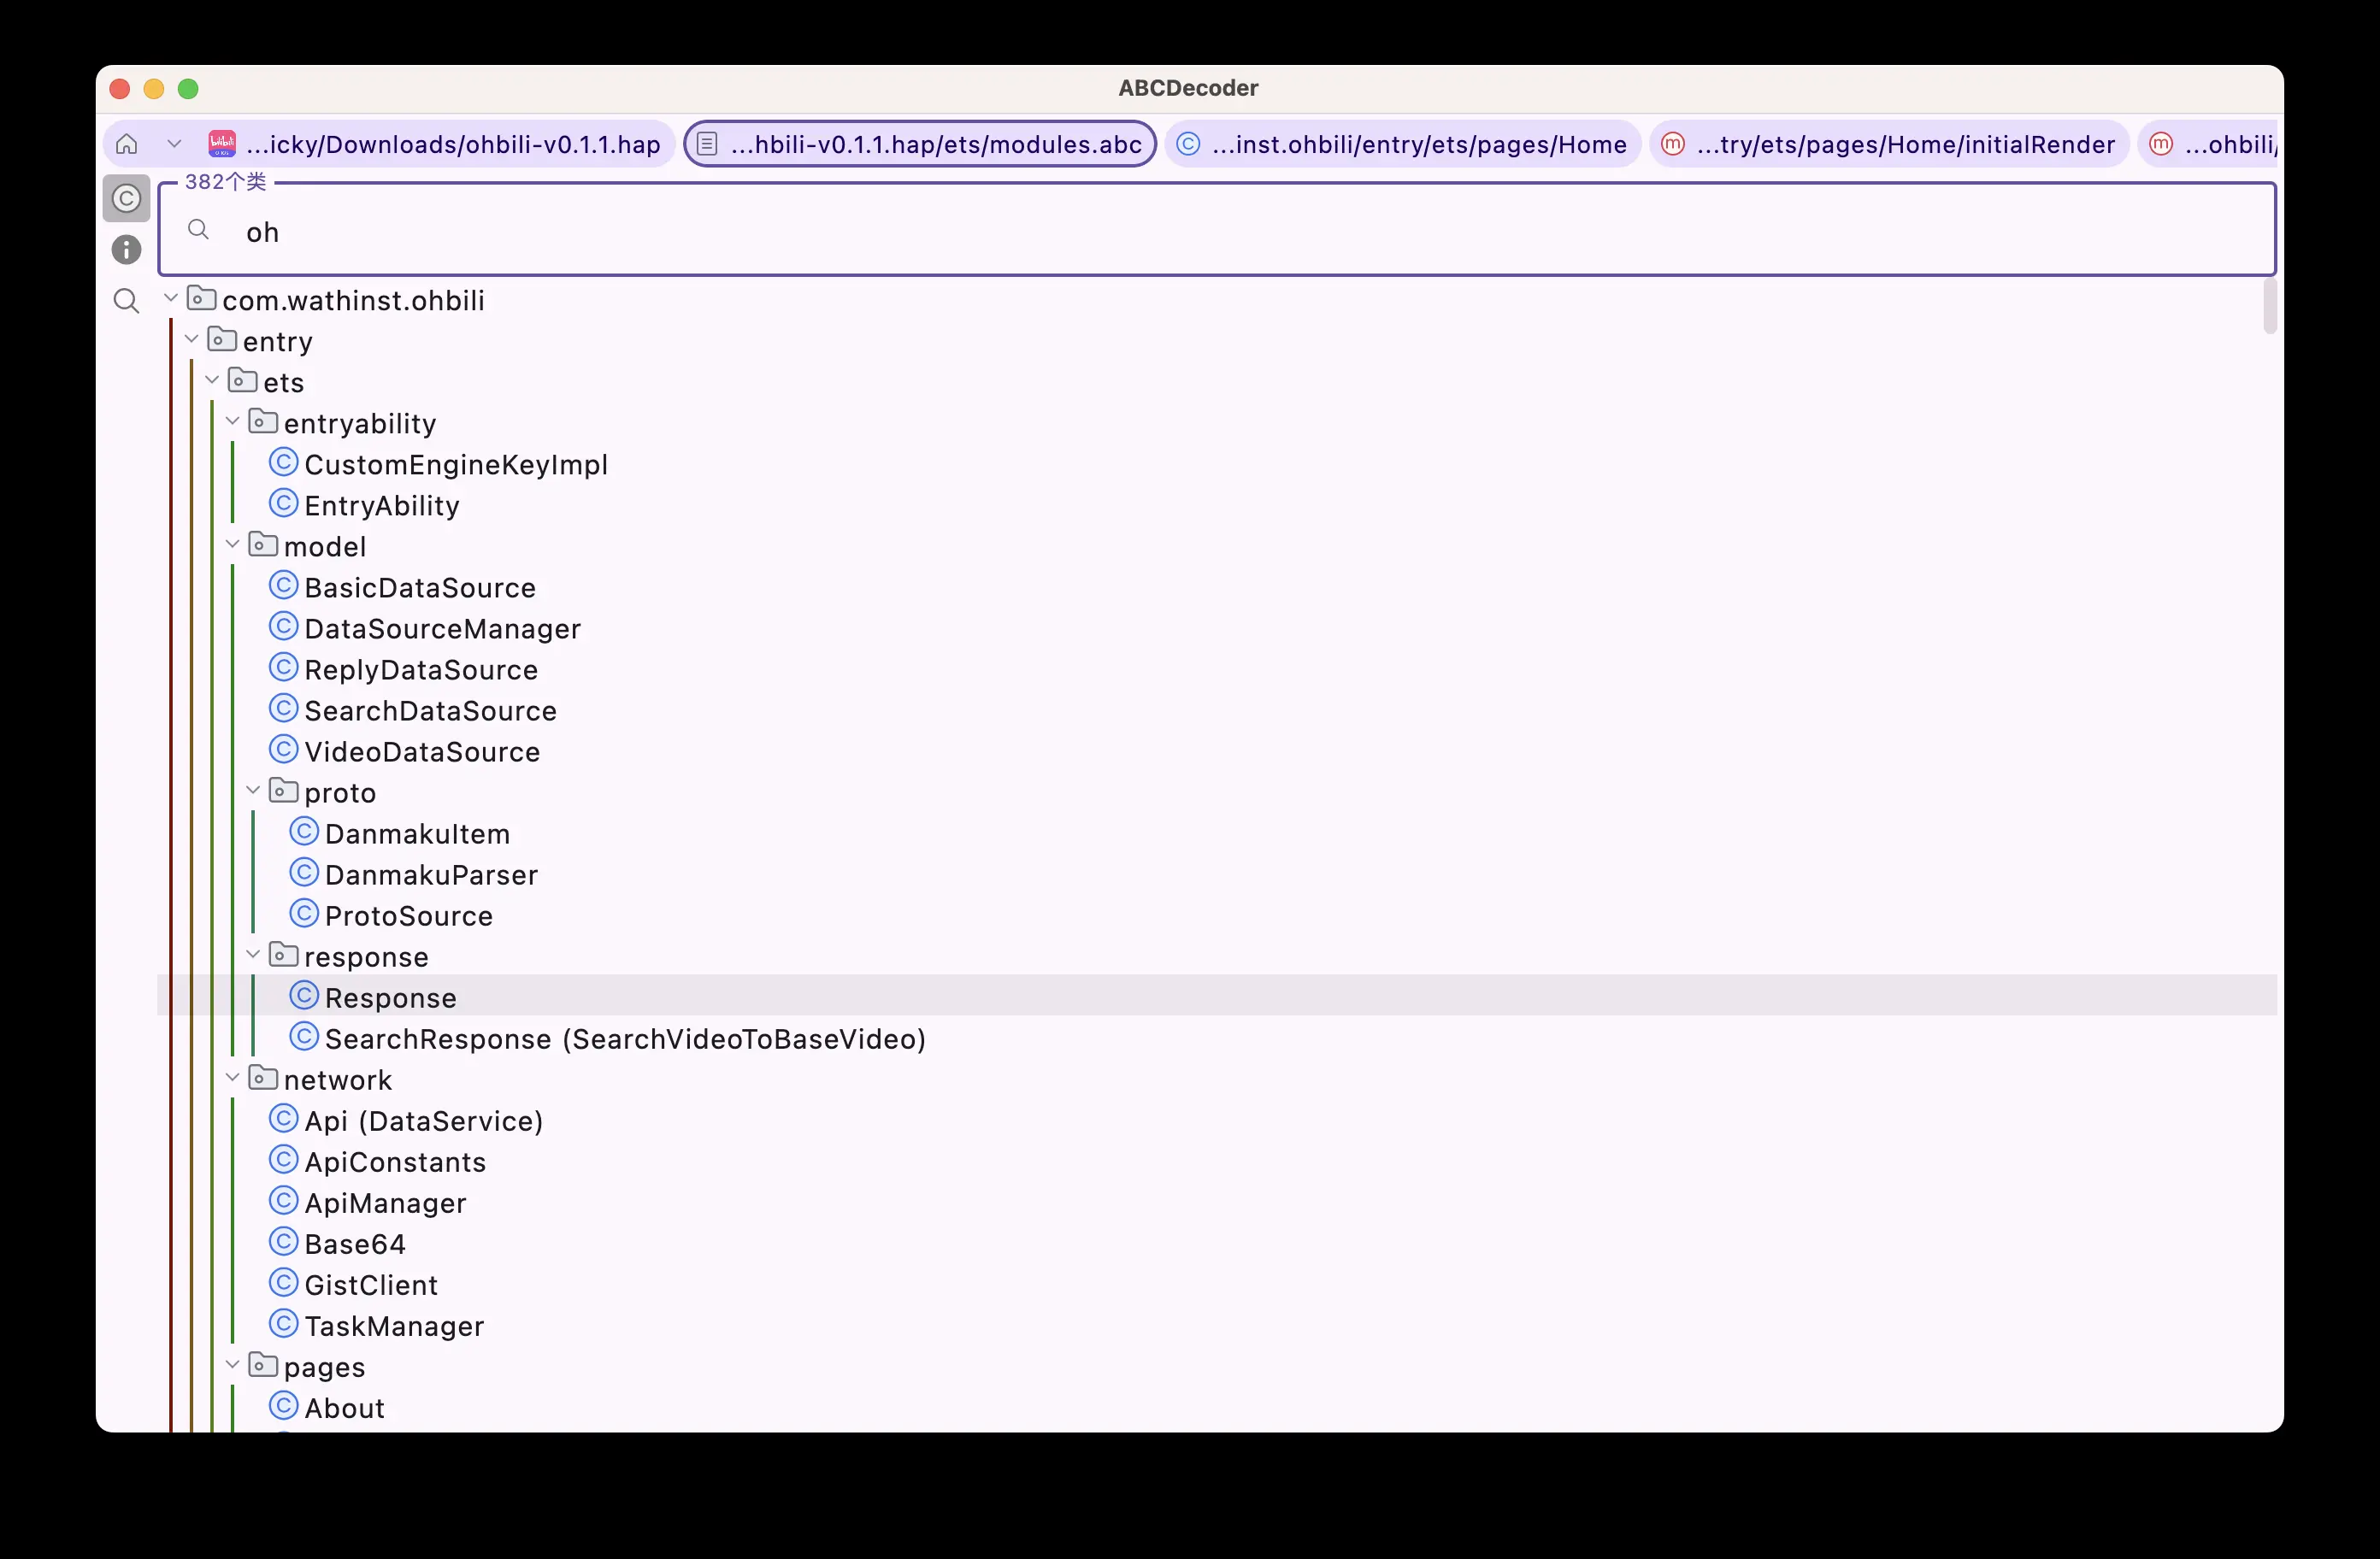 ABCDecoder
...icky/Downloads/ohbili-v0.1.1.hap
...hbili-v0.1.1.hap/ets/modules.abc
...inst.ohbili/entry/ets/pages/Home
...try/ets/pages/Home/initialRender
...ohbili/
382个类
oh
com.wathinst.ohbili
entry
ets
entryability
CustomEngineKeyImpl
EntryAbility
model
BasicDataSource
DataSourceManager
ReplyDataSource
SearchDataSource
VideoDataSource
proto
DanmakuItem
DanmakuParser
ProtoSource
response
Response
SearchResponse (SearchVideoToBaseVideo)
network
Api (DataService)
ApiConstants
ApiManager
Base64
GistClient
TaskManager
pages
About